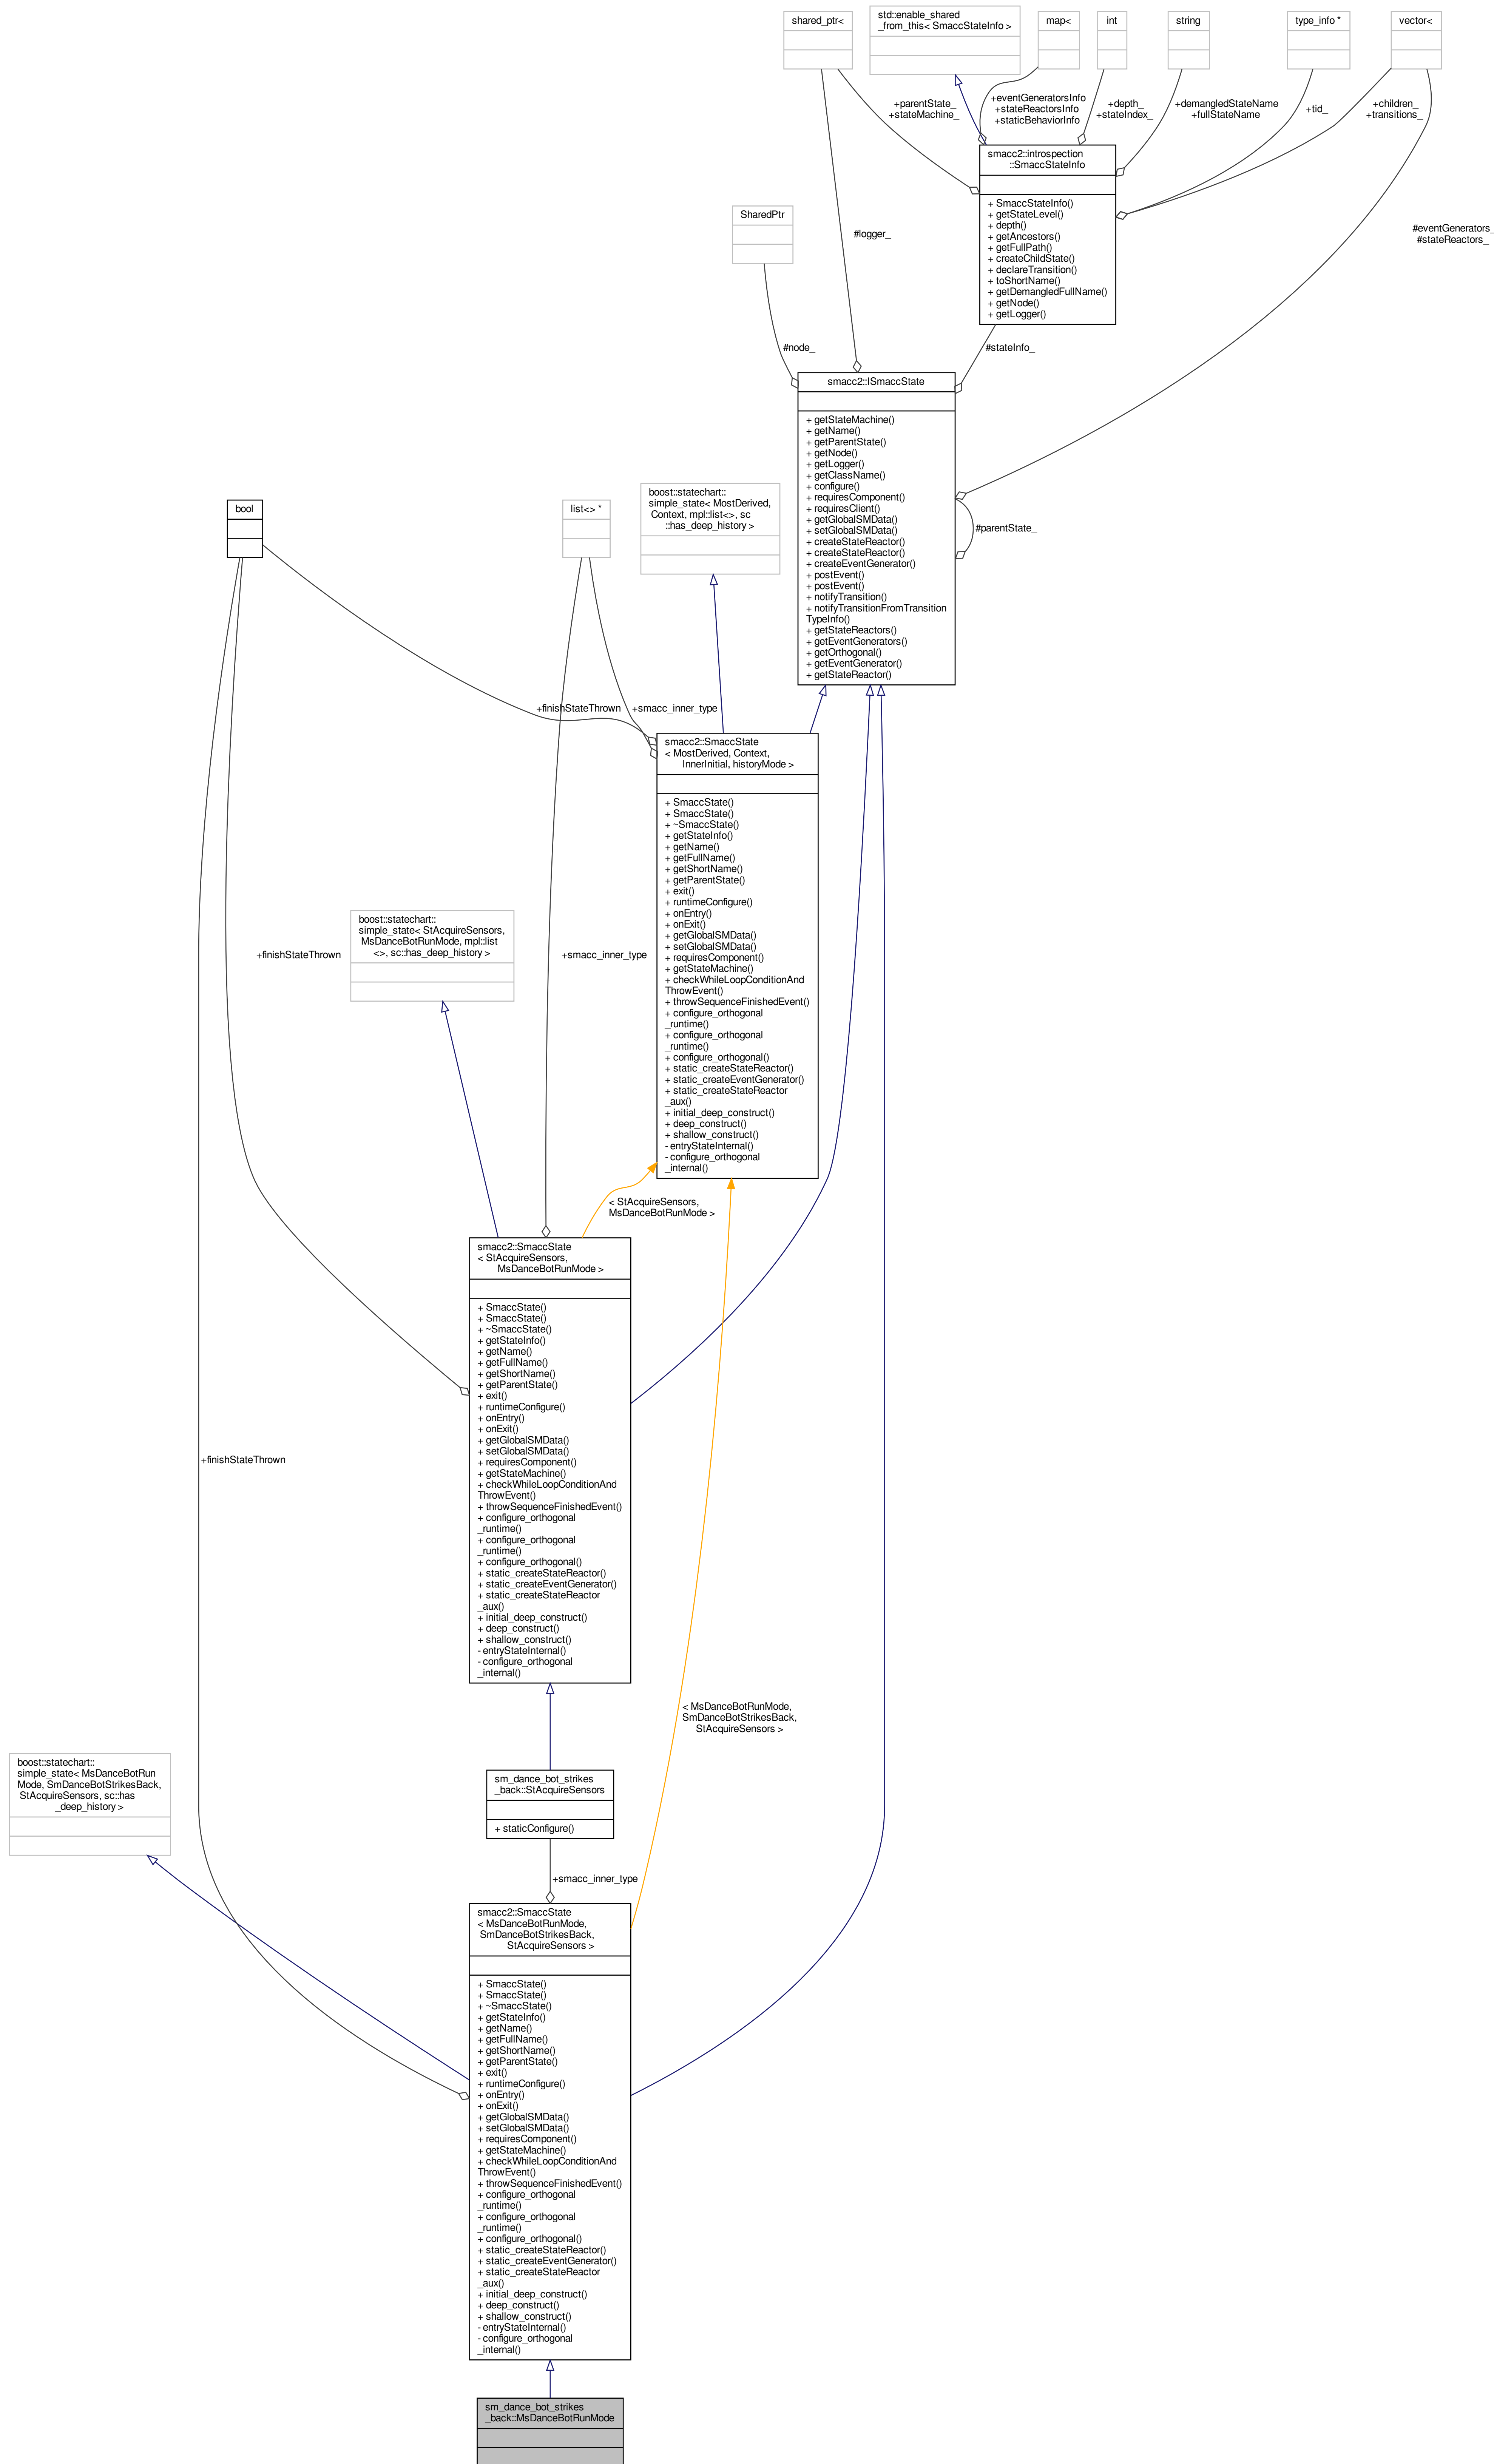 shared_ptr<
std::enable_shared
_from_this< SmaccStateInfo >
map<
int
string
type_info *
vector<
+parentState_
+stateMachine_
+eventGeneratorsInfo
+stateReactorsInfo
+staticBehaviorInfo
+depth_
+stateIndex_
+demangledStateName
+fullStateName
+tid_
+children_
+transitions_
smacc2::introspection
::SmaccStateInfo
+ SmaccStateInfo()
+ getStateLevel()
+ depth()
+ getAncestors()
+ getFullPath()
+ createChildState()
+ declareTransition()
+ toShortName()
+ getDemangledFullName()
+ getNode()
+ getLogger()
SharedPtr
#logger_
#eventGenerators_
#stateReactors_
#node_
#stateInfo_
smacc2::ISmaccState
+ getStateMachine()
+ getName()
+ getParentState()
+ getNode()
+ getLogger()
+ getClassName()
+ configure()
+ requiresComponent()
+ requiresClient()
+ getGlobalSMData()
+ setGlobalSMData()
+ createStateReactor()
+ createStateReactor()
+ createEventGenerator()
+ postEvent()
+ postEvent()
+ notifyTransition()
+ notifyTransitionFromTransition
TypeInfo()
+ getStateReactors()
+ getEventGenerators()
+ getOrthogonal()
+ getEventGenerator()
+ getStateReactor()
#parentState_
bool
list<> *
boost::statechart::
simple_state< MostDerived,
Context, mpl::list<>, sc
::has_deep_history >
+finishStateThrown
+smacc_inner_type
smacc2::SmaccState
< MostDerived, Context,
InnerInitial, historyMode >
+ SmaccState()
+ SmaccState()
+ ~SmaccState()
+ getStateInfo()
+ getName()
+ getFullName()
+ getShortName()
+ getParentState()
+ exit()
+ runtimeConfigure()
+ onEntry()
+ onExit()
+ getGlobalSMData()
+ setGlobalSMData()
+ requiresComponent()
+ getStateMachine()
+ checkWhileLoopConditionAnd
ThrowEvent()
+ throwSequenceFinishedEvent()
+ configure_orthogonal
_runtime()
+ configure_orthogonal
_runtime()
+ configure_orthogonal()
+ static_createStateReactor()
+ static_createEventGenerator()
+ static_createStateReactor
_aux()
+ initial_deep_construct()
+ deep_construct()
+ shallow_construct()
- entryStateInternal()
- configure_orthogonal
_internal()
boost::statechart::
simple_state< StAcquireSensors,
MsDanceBotRunMode, mpl::list
<>, sc::has_deep_history >
+finishStateThrown
+smacc_inner_type
< StAcquireSensors,
MsDanceBotRunMode >
smacc2::SmaccState
< StAcquireSensors,
MsDanceBotRunMode >
+ SmaccState()
+ SmaccState()
+ ~SmaccState()
+ getStateInfo()
+ getName()
+ getFullName()
+ getShortName()
+ getParentState()
+ exit()
+ runtimeConfigure()
+ onEntry()
+ onExit()
+ getGlobalSMData()
+ setGlobalSMData()
+ requiresComponent()
+ getStateMachine()
+ checkWhileLoopConditionAnd
ThrowEvent()
+ throwSequenceFinishedEvent()
+ configure_orthogonal
_runtime()
+ configure_orthogonal
_runtime()
+ configure_orthogonal()
+ static_createStateReactor()
+ static_createEventGenerator()
+ static_createStateReactor
_aux()
+ initial_deep_construct()
+ deep_construct()
+ shallow_construct()
- entryStateInternal()
- configure_orthogonal
_internal()
+finishStateThrown
< MsDanceBotRunMode,
SmDanceBotStrikesBack,
StAcquireSensors >
boost::statechart::
simple_state< MsDanceBotRun
Mode, SmDanceBotStrikesBack,
StAcquireSensors, sc::has
_deep_history >
sm_dance_bot_strikes
_back::StAcquireSensors
+ staticConfigure()
+smacc_inner_type
smacc2::SmaccState
< MsDanceBotRunMode,
SmDanceBotStrikesBack,
StAcquireSensors >
+ SmaccState()
+ SmaccState()
+ ~SmaccState()
+ getStateInfo()
+ getName()
+ getFullName()
+ getShortName()
+ getParentState()
+ exit()
+ runtimeConfigure()
+ onEntry()
+ onExit()
+ getGlobalSMData()
+ setGlobalSMData()
+ requiresComponent()
+ getStateMachine()
+ checkWhileLoopConditionAnd
ThrowEvent()
+ throwSequenceFinishedEvent()
+ configure_orthogonal
_runtime()
+ configure_orthogonal
_runtime()
+ configure_orthogonal()
+ static_createStateReactor()
+ static_createEventGenerator()
+ static_createStateReactor
_aux()
+ initial_deep_construct()
+ deep_construct()
+ shallow_construct()
- entryStateInternal()
- configure_orthogonal
_internal()
sm_dance_bot_strikes
_back::MsDanceBotRunMode